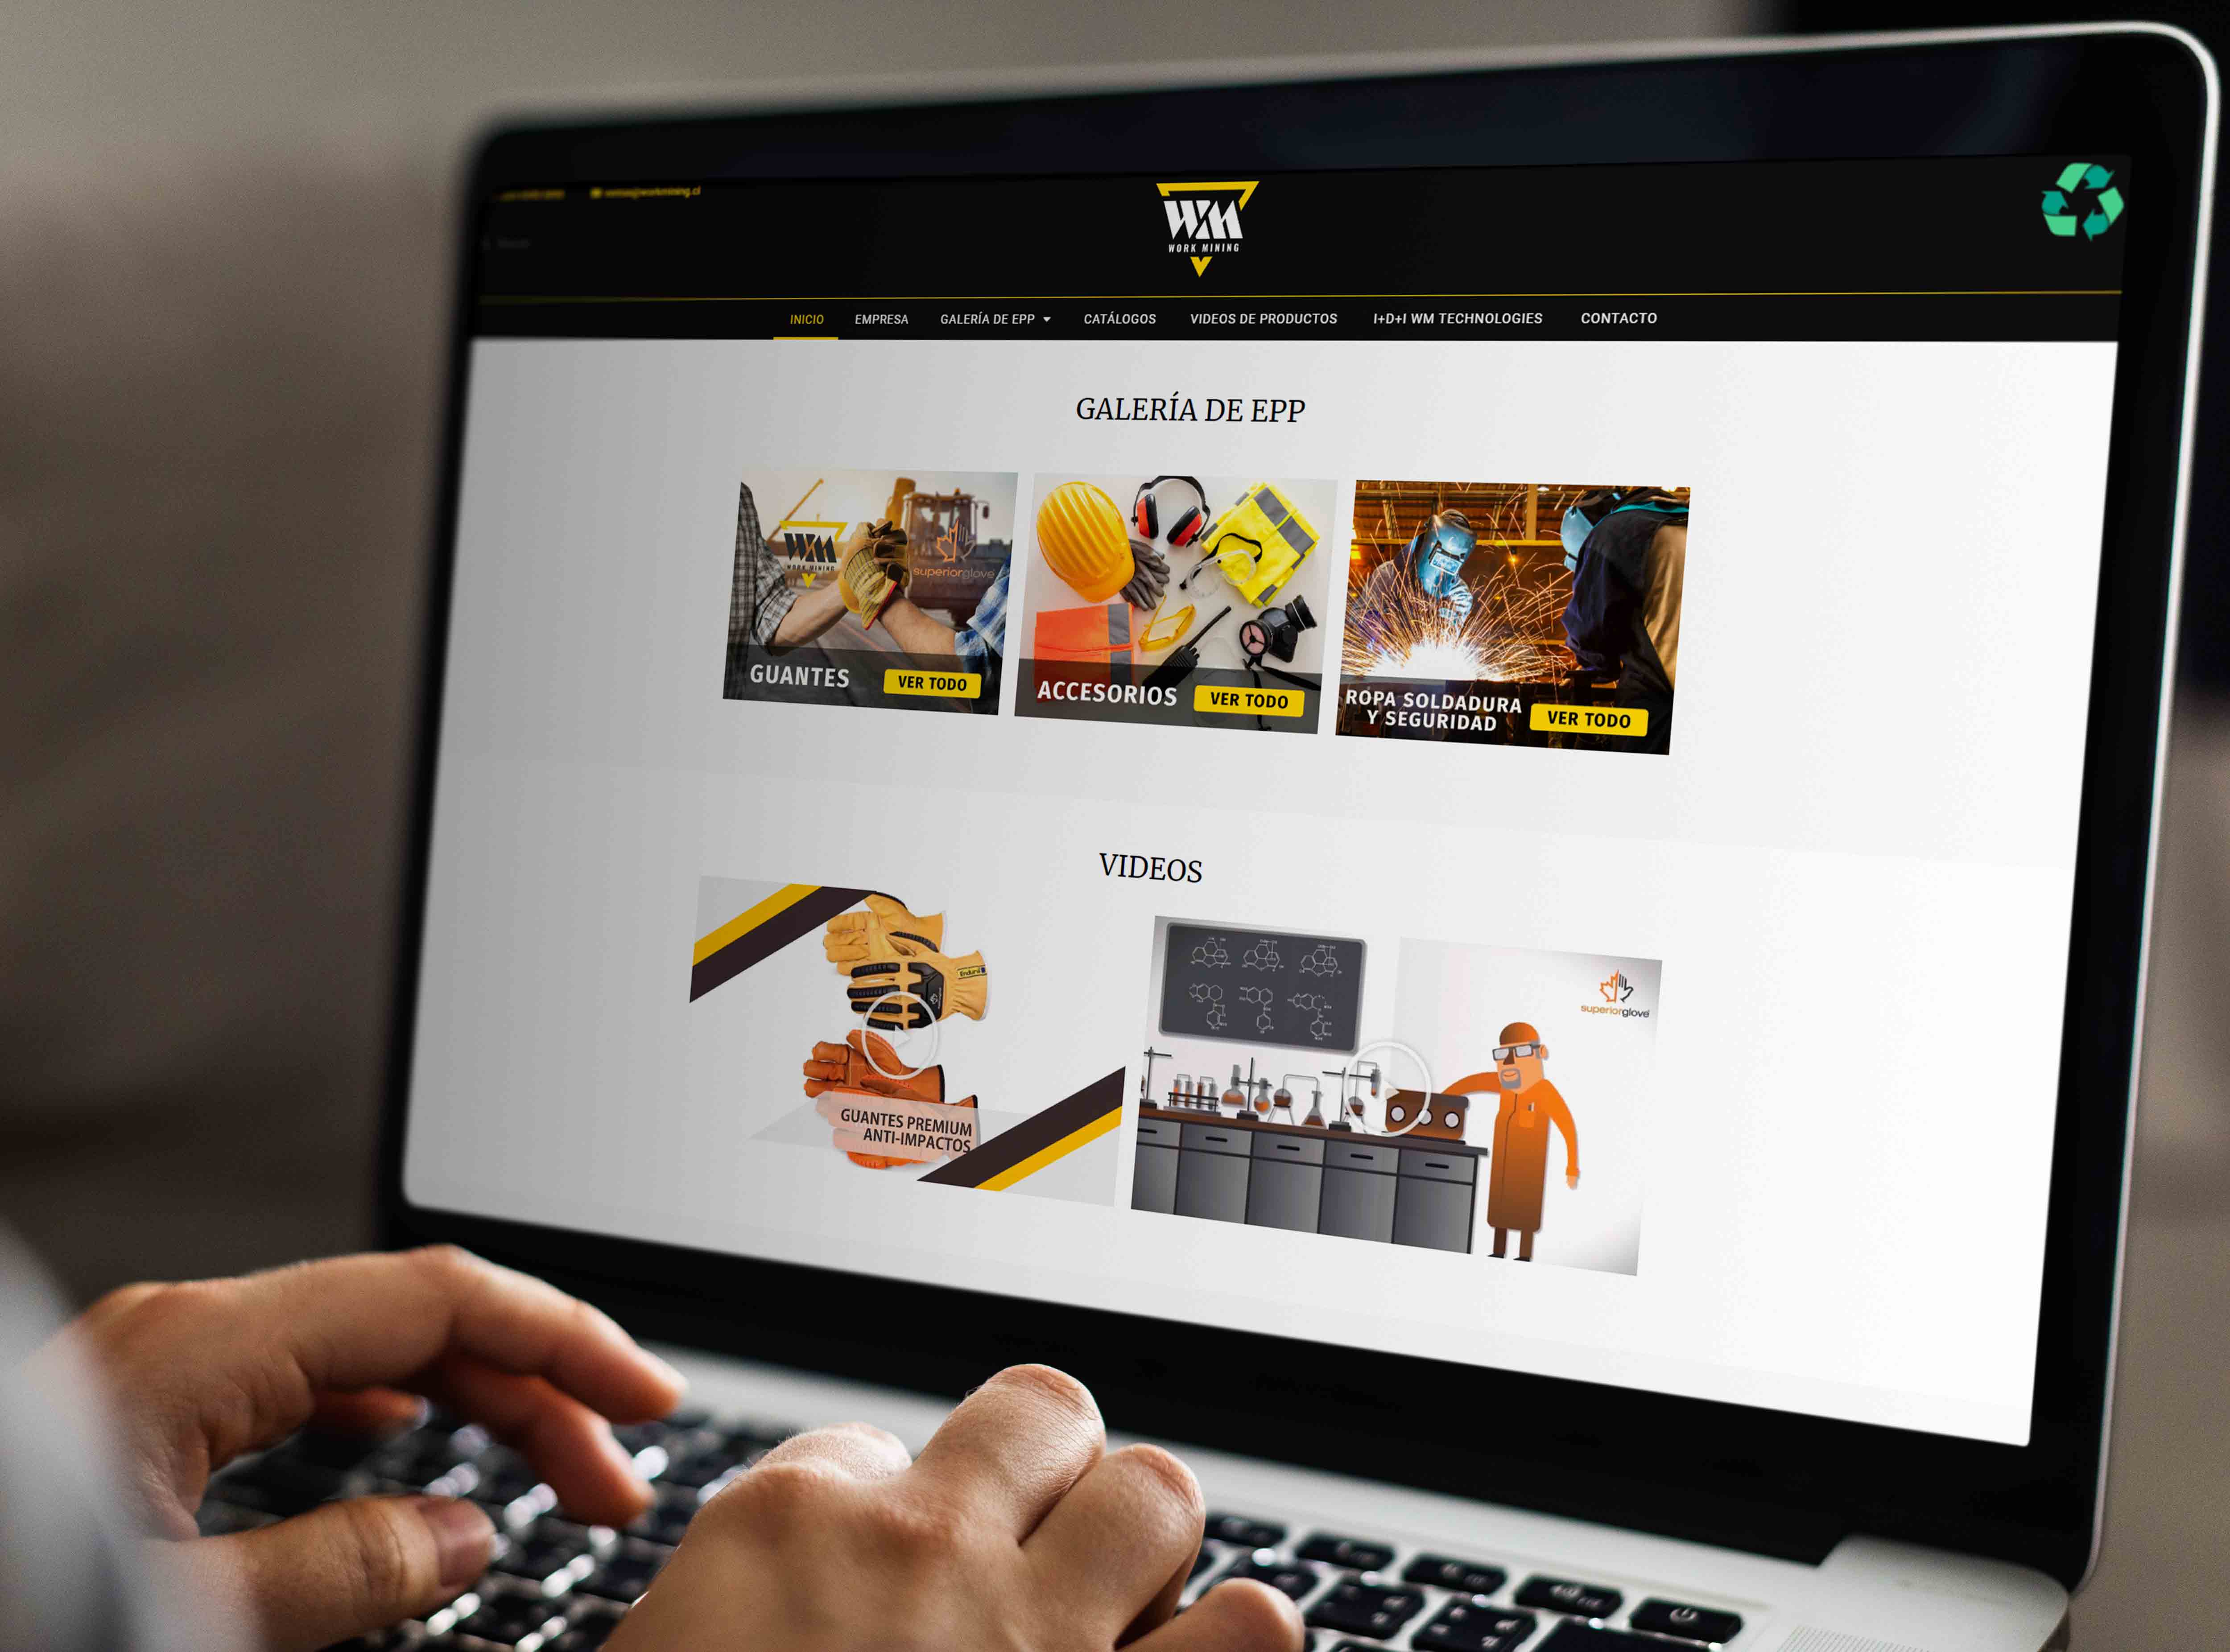 ventas@workmining.cl
WM
WORK MINING
INICIO EMPRESA GALERÍA DE EPP CATÁLOGOS VIDEOS DE PRODUCTOS I+D+I WM TECHNOLOGIES CONTACTO
GALERÍA DE EPP
WM
WORK MINING
superiorglove
GUANTES VER TODO
ACCESORIOS VER TODO
ROPA SOLDADURA
Y SEGURIDAD
VER TODO
VIDEOS
GUANTES PREMIUM
ANTI-IMPACTOS
superiorglove